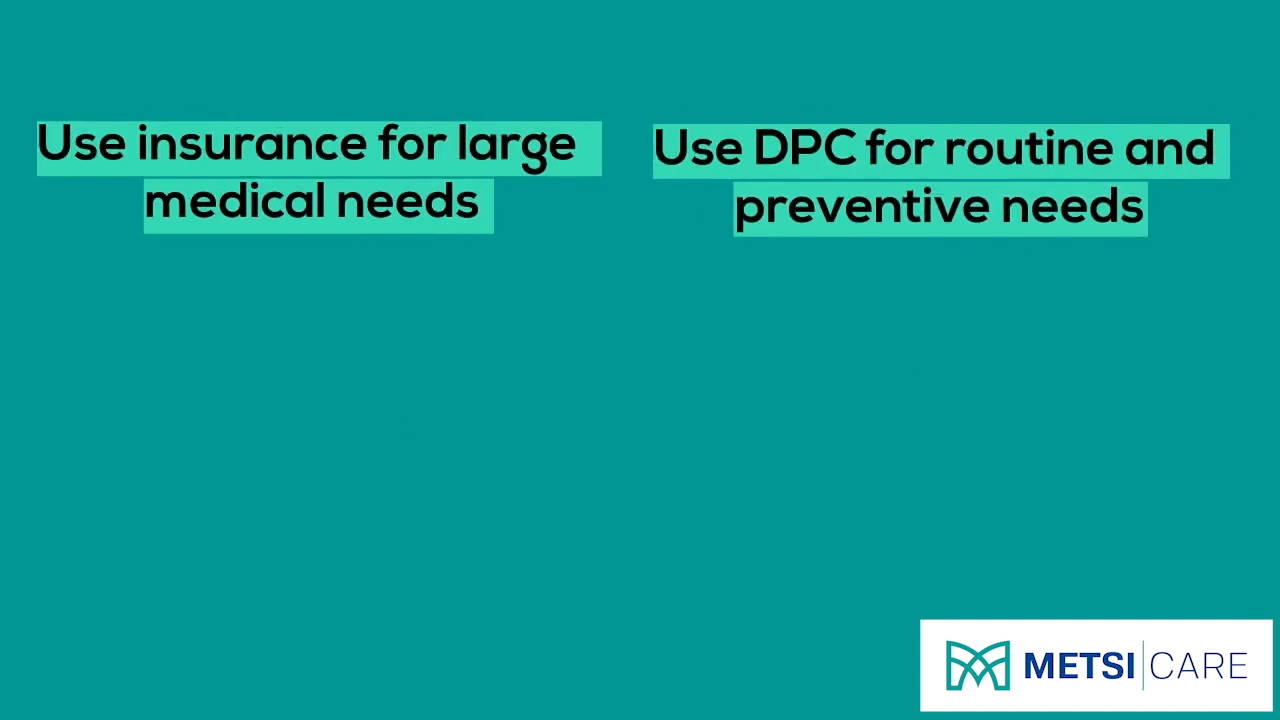 Use insurance for large
medical needs
Use DPC for routine and
preventive needs
METSI CARE